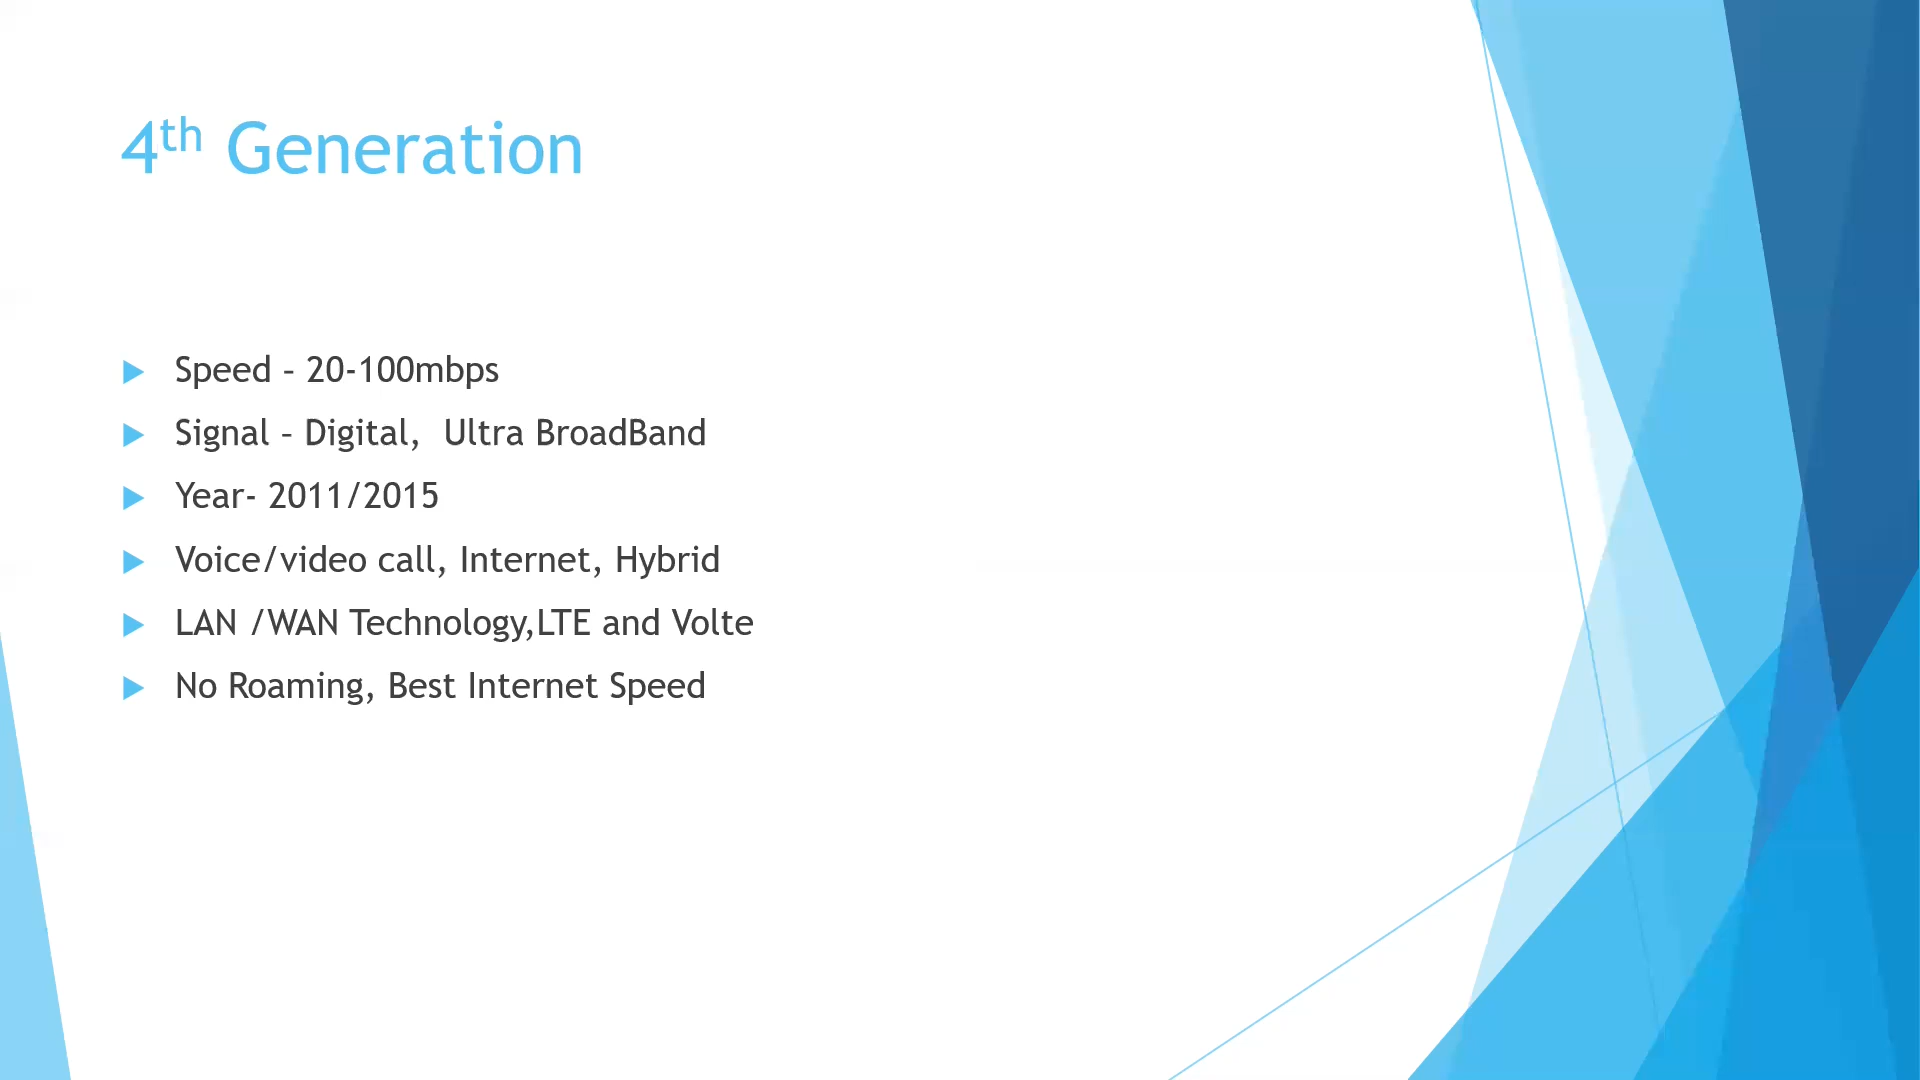 4th Generation
Speed – 20-100mbps
Signal – Digital,  Ultra BroadBand
Year- 2011/2015
Voice/video call, Internet, Hybrid
LAN /WAN Technology,LTE and Volte
No Roaming, Best Internet Speed